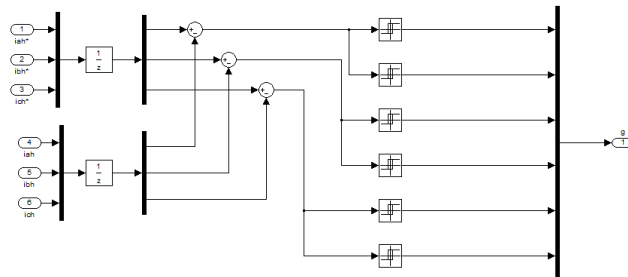 1
iah*
2
ibh*
3
ich*
1
z
+
-
+
-
+
-
4
iah
5
ibh
6
ich
1
z
g
1